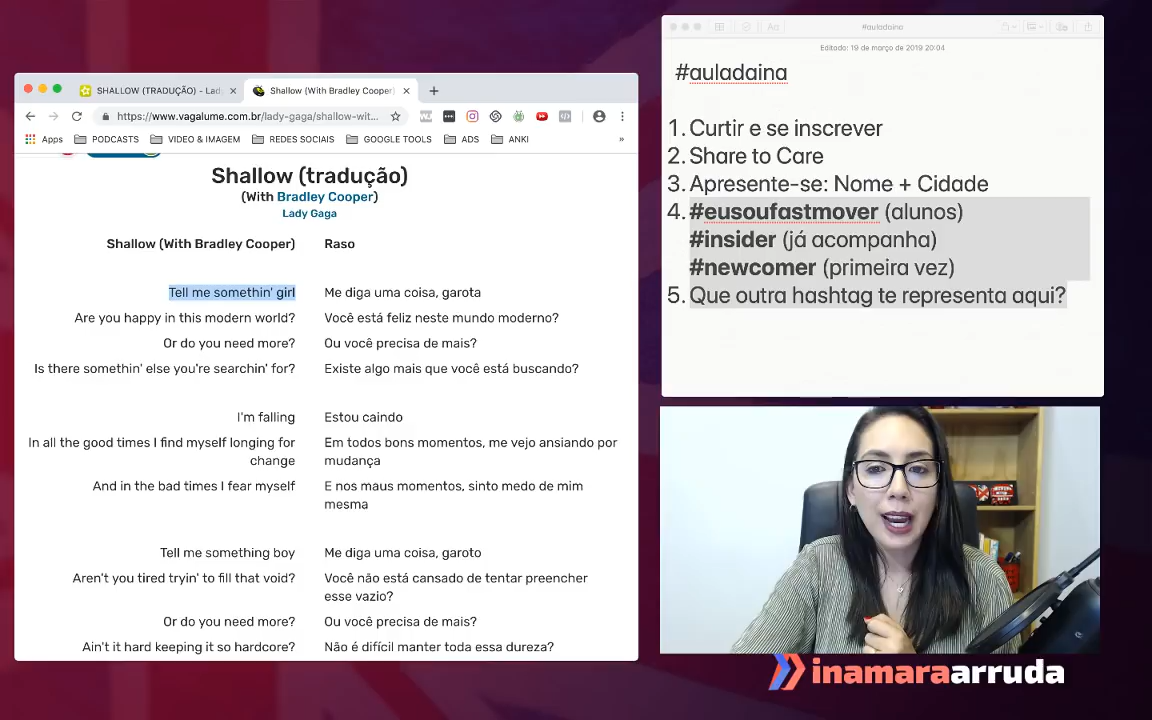 SHALLOW (TRADUÇÃO) - Lad
Shallow (With Bradley Cooper)
https://www.vagalume.com.br/lady-gaga/shallow-wit...
Apps PODCASTS VIDEO & IMAGEM REDES SOCIAIS GOOGLE TOOLS ADS ANKI »
Shallow (tradução)
(With Bradley Cooper)
Lady Gaga
Shallow (With Bradley Cooper) Raso
Tell me somethin' girl Me diga uma coisa, garota
Are you happy in this modern world? Você está feliz neste mundo moderno?
Or do you need more? Ou você precisa de mais?
Is there somethin' else you're searchin' for? Existe algo mais que você está buscando?
I'm falling Estou caindo
In all the good times I find myself longing for Em todos bons momentos, me vejo ansiando por
change mudança
And in the bad times I fear myself E nos maus momentos, sinto medo de mim
mesma
Tell me something boy Me diga uma coisa, garoto
Aren't you tired tryin' to fill that void? Você não está cansado de tentar preencher
esse vazio?
Or do you need more? Ou você precisa de mais?
Ain't it hard keeping it so hardcore? Não é difícil manter toda essa dureza?
#auladaina
Editado: 19 de março de 2019 20:04
#auladaina
1. Curtir e se inscrever
2. Share to Care
3. Apresente-se: Nome + Cidade
4. #eusoufastmover (alunos)
#insider (já acompanha)
#newcomer (primeira vez)
5. Que outra hashtag te representa aqui?
inamaraarruda